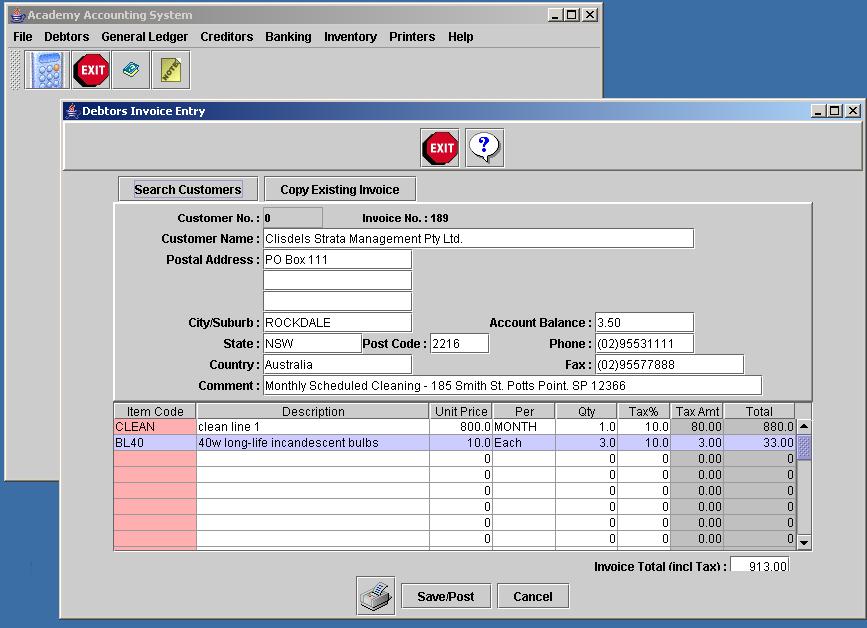 Academy Accounting System
File Debtors General Ledger Creditors Banking Inventory Printers Help
EXIT NOTE
Debtors Invoice Entry
EXIT ?
Search Customers Copy Existing Invoice
Customer No. : 0 Invoice No. : 189
Customer Name : Clisdels Strata Management Pty Ltd.
Postal Address : PO Box 111
City/Suburb : ROCKDALE Account Balance : 3.50
State : NSW Post Code : 2216 Phone : (02)95531111
Country : Australia Fax : (02)95577888
Comment : Monthly Scheduled Cleaning - 185 Smith St. Potts Point. SP 12366
Item Code Description Unit Price Per Qty Tax% Tax Amt Total
CLEAN clean line 1 800.0 MONTH 1.0 10.0 80.00 880.0
BL40 40w long-life incandescent bulbs 10.0 Each 3.0 10.0 3.00 33.00
0 0 0 0.00 0
0 0 0 0.00 0
0 0 0 0.00 0
0 0 0 0.00 0
0 0 0 0.00 0
0 0 0 0.00 0
Invoice Total (incl Tax) : 913.00
Save/Post Cancel